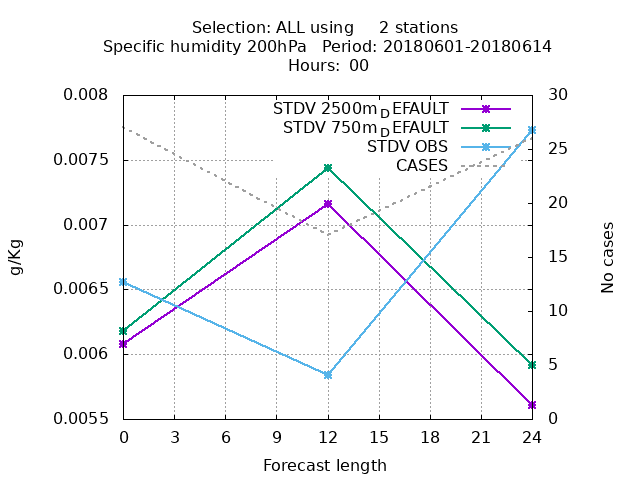 Selection: ALL using     2 stations
Specific humidity 200hPa   Period: 20180601-20180614
Hours: 00
STDV 2500m_DEFAULT
STDV 750m_DEFAULT
STDV OBS
CASES
0.008
0.0075
0.007
0.0065
0.006
0.0055
30
25
20
15
10
5
0
g/Kg
No cases
0 3 6 9 12 15 18 21 24
Forecast length